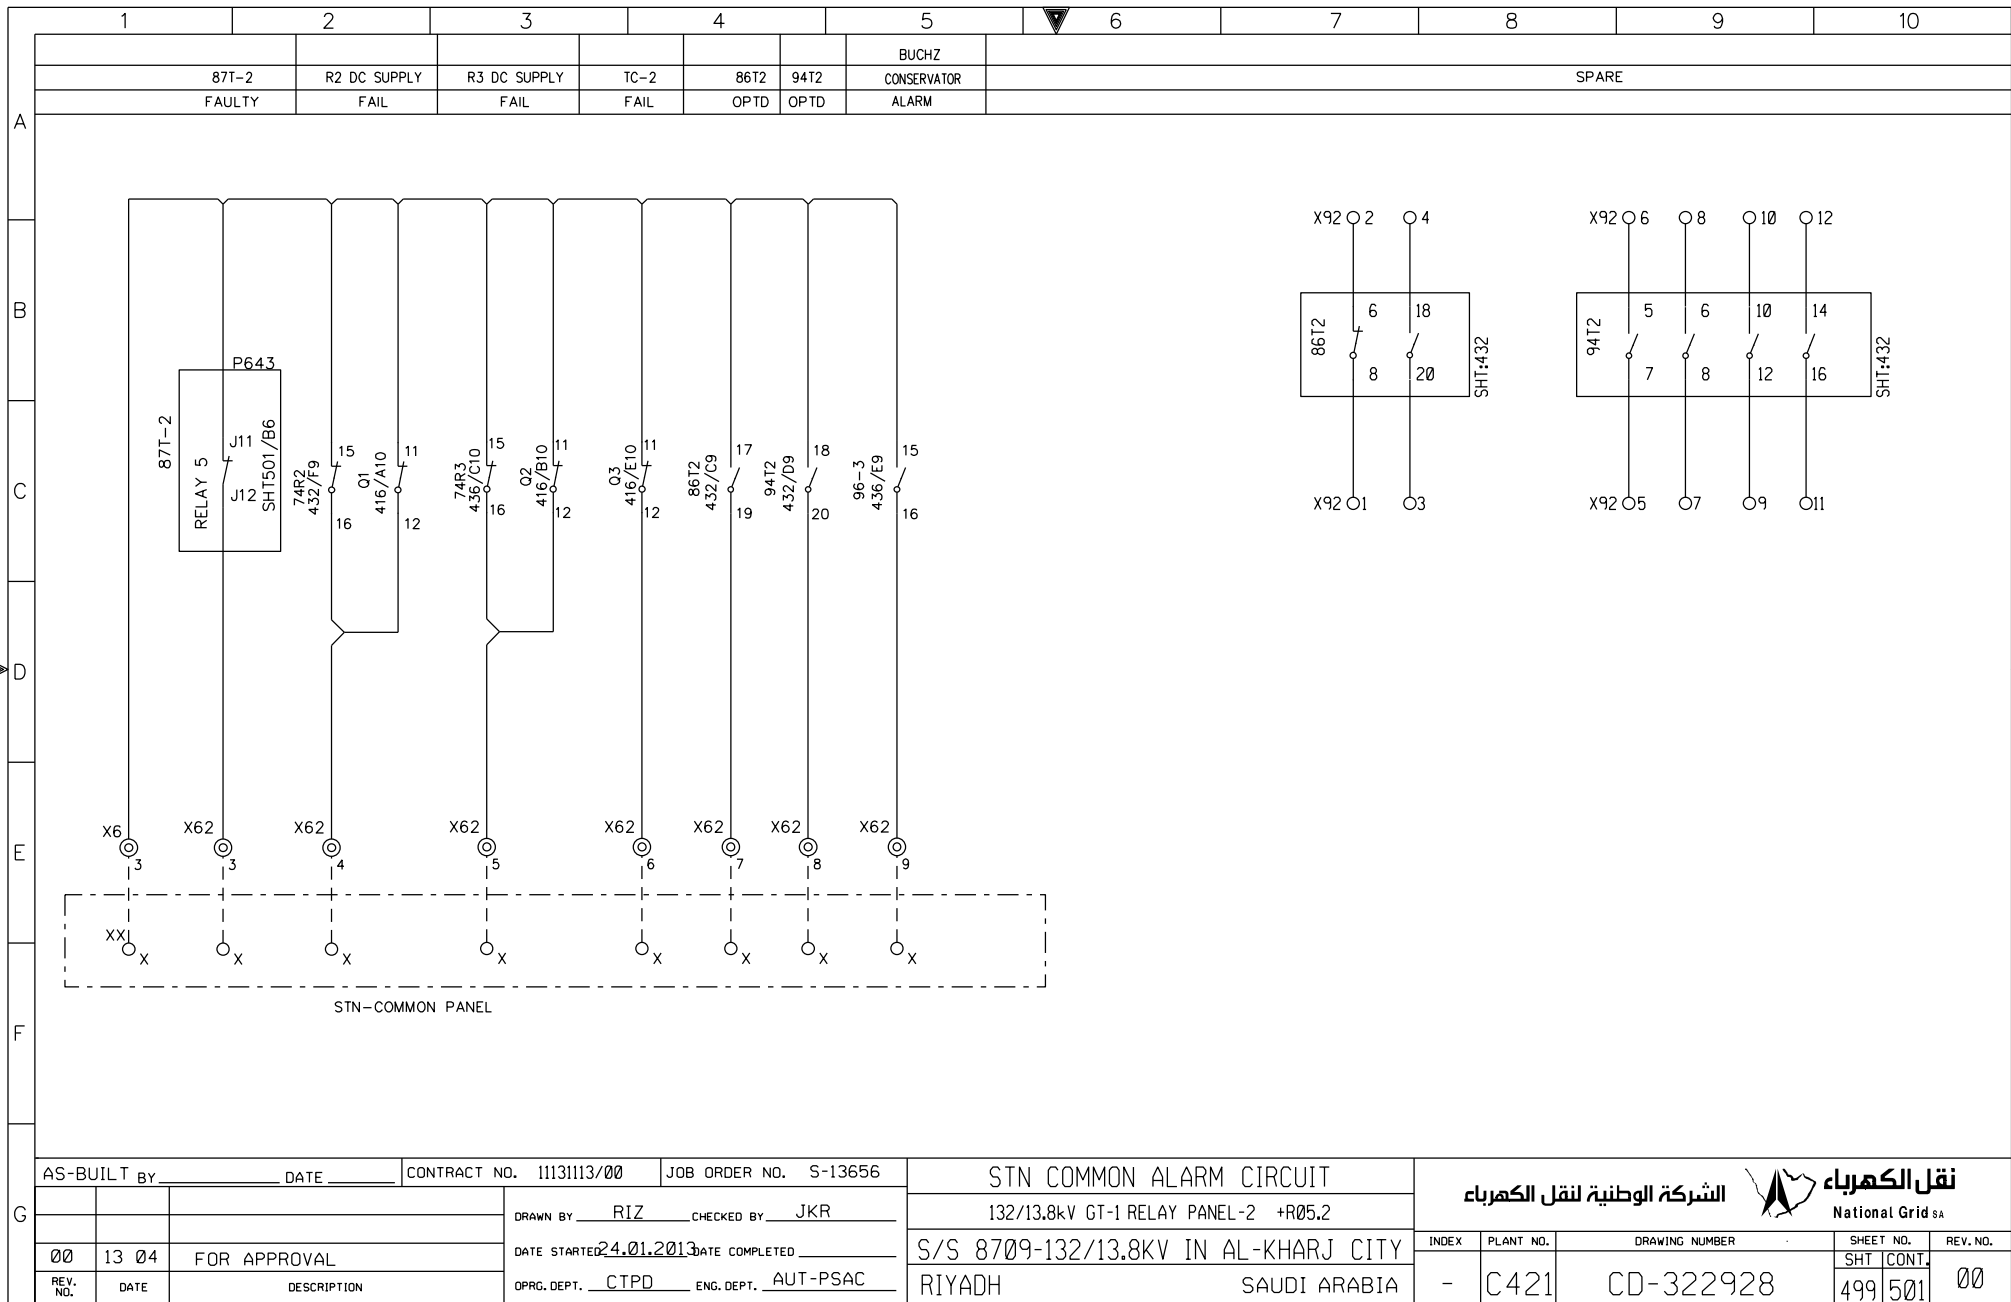 1 2 3 4 5 6 7 8 9 10
BUCHZ
87T-2 R2 DC SUPPLY R3 DC SUPPLY TC-2 86T2 94T2 CONSERVATOR SPARE
FAULTY FAIL FAIL FAIL OPTD OPTD ALARM
A
B
C
D
E
F
G
X92 2 4
X92 6 8 10 12
86T2
6 18
8 20
SHT:432
94T2
5 6 10 14
7 8 12 16
SHT:432
X92 1 3
X92 5 7 9 11
P643
87T-2
RELAY 5
J11
J12
SHT501/B6
74R2
432/F9
15
16
Q1
416/A10
11
12
74R3
436/C10
15
16
Q2
416/B10
11
12
Q3
416/E10
11
12
86T2
432/C9
17
19
94T2
432/D9
18
20
96-3
436/E9
15
16
X6 X62 X62 X62 X62 X62 X62 X62
3 3 4 5 6 7 8 9
XX
X X X X X X X X
STN-COMMON PANEL
AS-BUILT BY DATE
CONTRACT NO. 11131113/00
JOB ORDER NO. S-13656
00 13 04 FOR APPROVAL
REV. NO. DATE DESCRIPTION
DRAWN BY RIZ CHECKED BY JKR
DATE STARTED 24.01.2013 DATE COMPLETED
OPRG. DEPT. CTPD ENG. DEPT. AUT-PSAC
STN COMMON ALARM CIRCUIT
132/13.8kV GT-1 RELAY PANEL-2 +R05.2
S/S 8709-132/13.8KV IN AL-KHARJ CITY
RIYADH SAUDI ARABIA
الشركة الوطنية لنقل الكهرباء
نقل الكهرباء
National Grid SA
INDEX PLANT NO. DRAWING NUMBER SHEET NO. REV. NO.
SHT CONT.
- C421 CD-322928 499 501 00